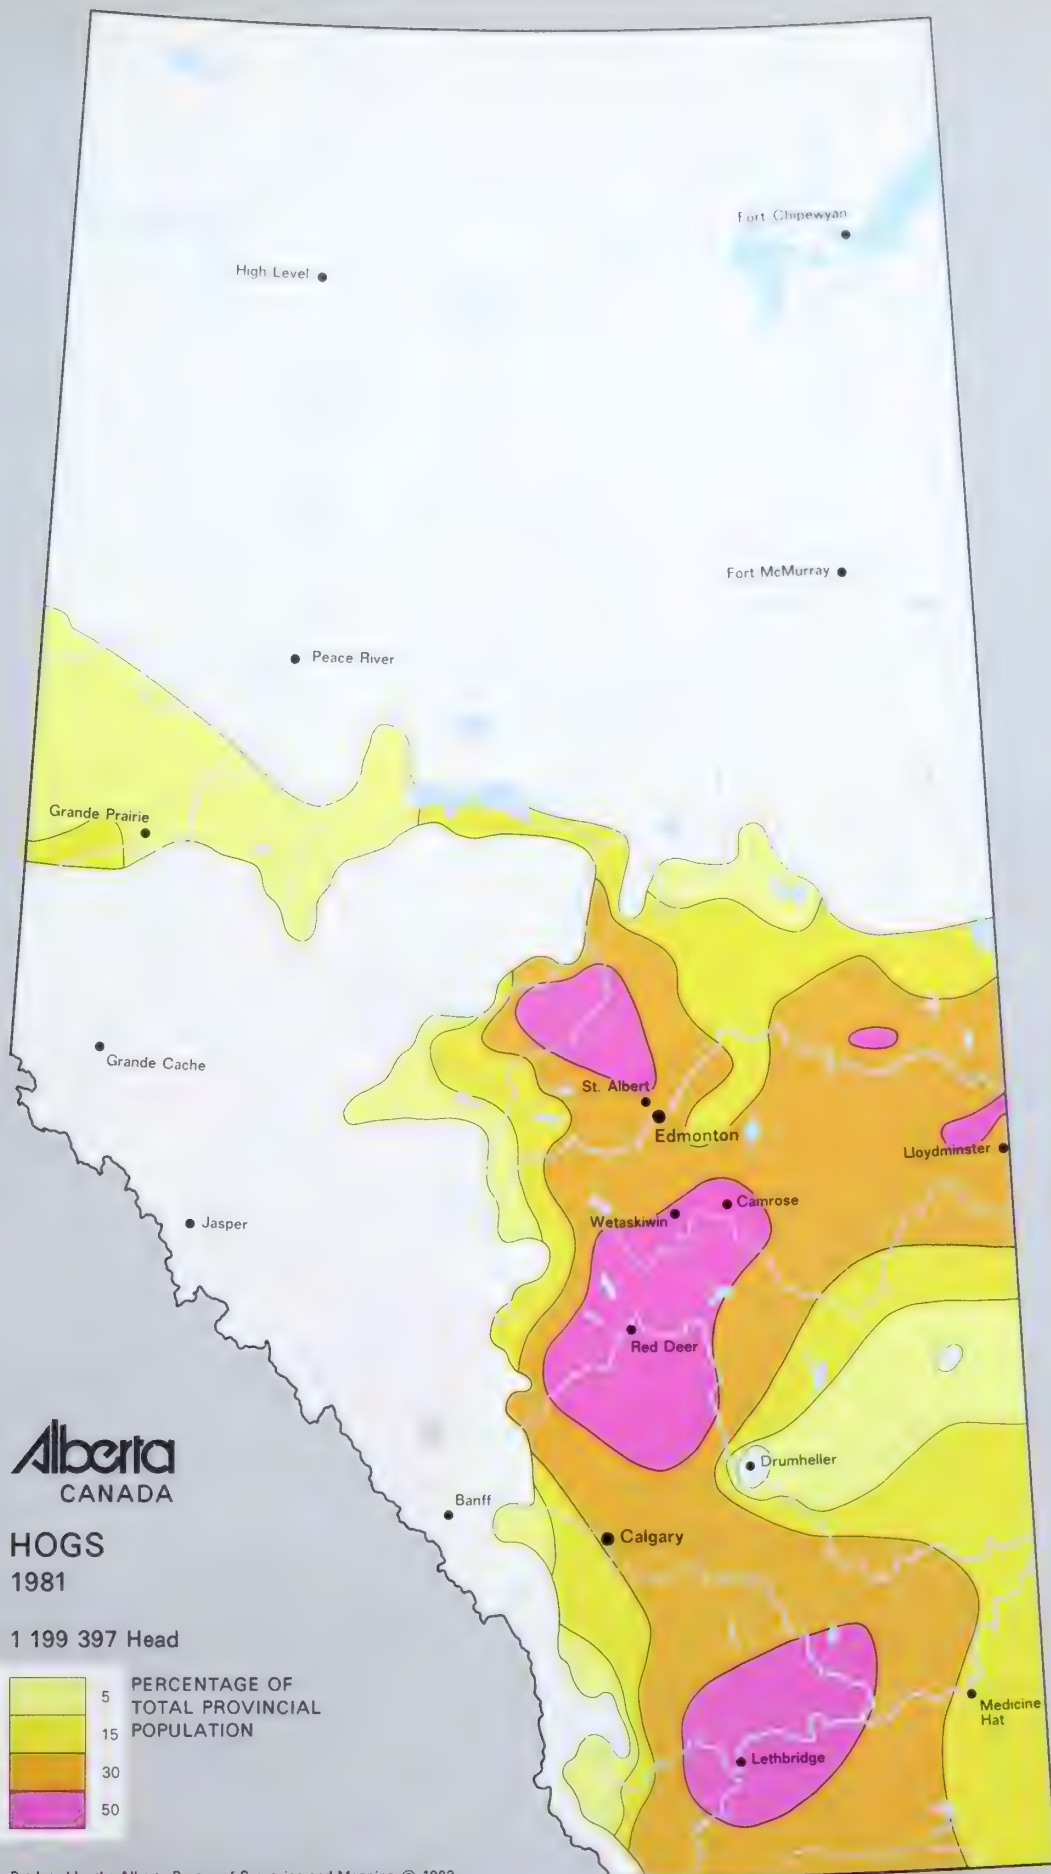 Fort Chipewyan
High Level
Fort McMurray
Peace River
Grande Prairie
Grande Cache
St. Albert
Edmonton
Lloydminster
Camrose
Wetaskiwin
Jasper
Red Deer
Drumheller
Banff
Calgary
Medicine
Hat
Lethbridge
Alberta
CANADA
HOGS
1981
1 199 397 Head
PERCENTAGE OF
TOTAL PROVINCIAL
POPULATION
5
15
30
50